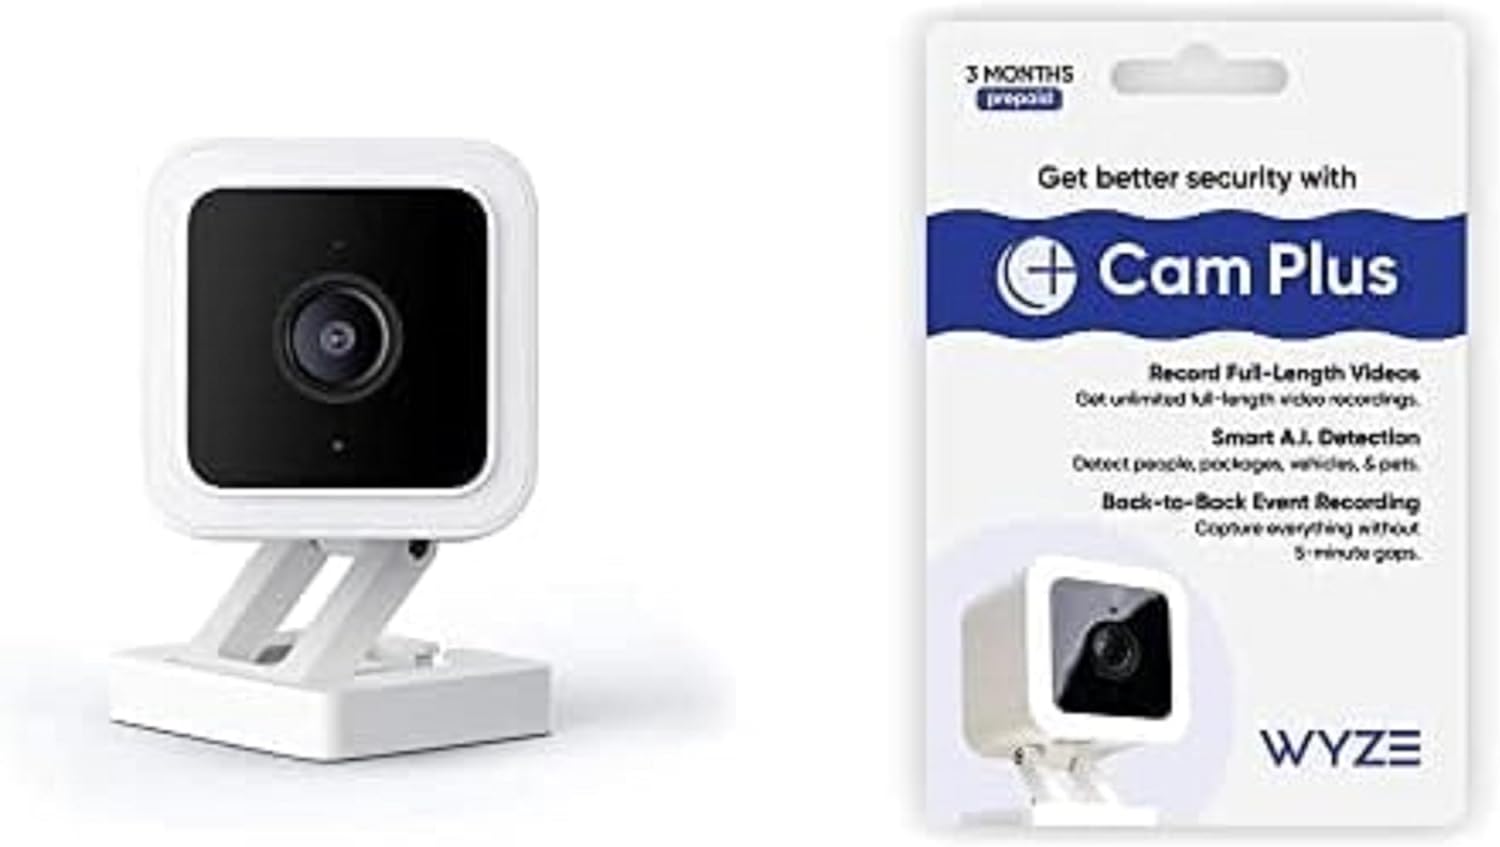 3 MONTHS
prepaid
Get better security with
Cam Plus
Record Full-Length Videos
Get unlimited full-length video recordings.
Smart A.I. Detection
Detect people, packages, vehicles, & pets.
Back-to-Back Event Recording
Capture everything without
5-minute gaps.
WYZE